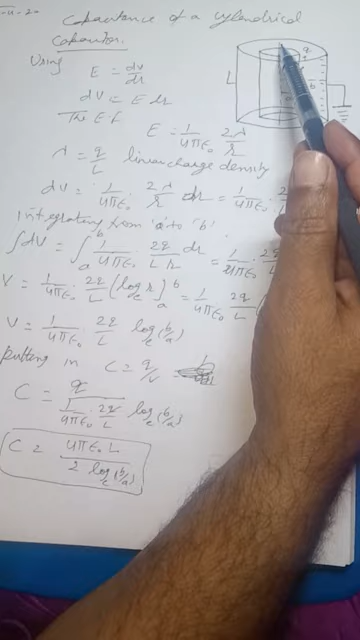 Capacitance of a cylindrical
Capacitor.
Using
E = dv/dr
dV = E dr
The E.F
E = 1/4πε₀ 2λ/r
λ = q/L linear charge density
dV = 1/4πε₀ · 2λ/r dr = 1/4πε₀
integrating from 'a' to 'b'
∫dV = ∫ₐᵇ 1/4πε₀ · 2q/L r dr = 1/4πε₀ · 2q/L
V = 1/4πε₀ · 2q/L (logₑ r)ₐᵇ = 1/4πε₀ · 2q/L (
V = 1/4πε₀ · 2q/L logₑ(b/a)
putting in C = q/v =
C = q / 1/4πε₀ · 2q/L logₑ(b/a)
C = 4πε₀ L / 2 logₑ(b/a)
L
q
b